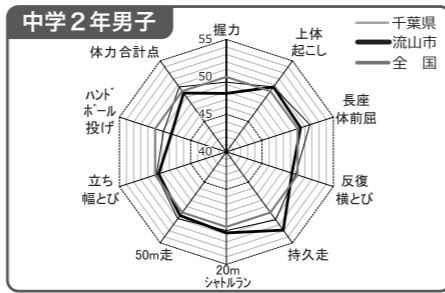 中学2年男子
千葉県
流山市
全 国
握力
上体
起こし
長座
体前屈
反復
横とび
持久走
20m
シャトルラン
50m走
立ち
幅とび
ハンド
ボール
投げ
体力合計点
55
50
45
40